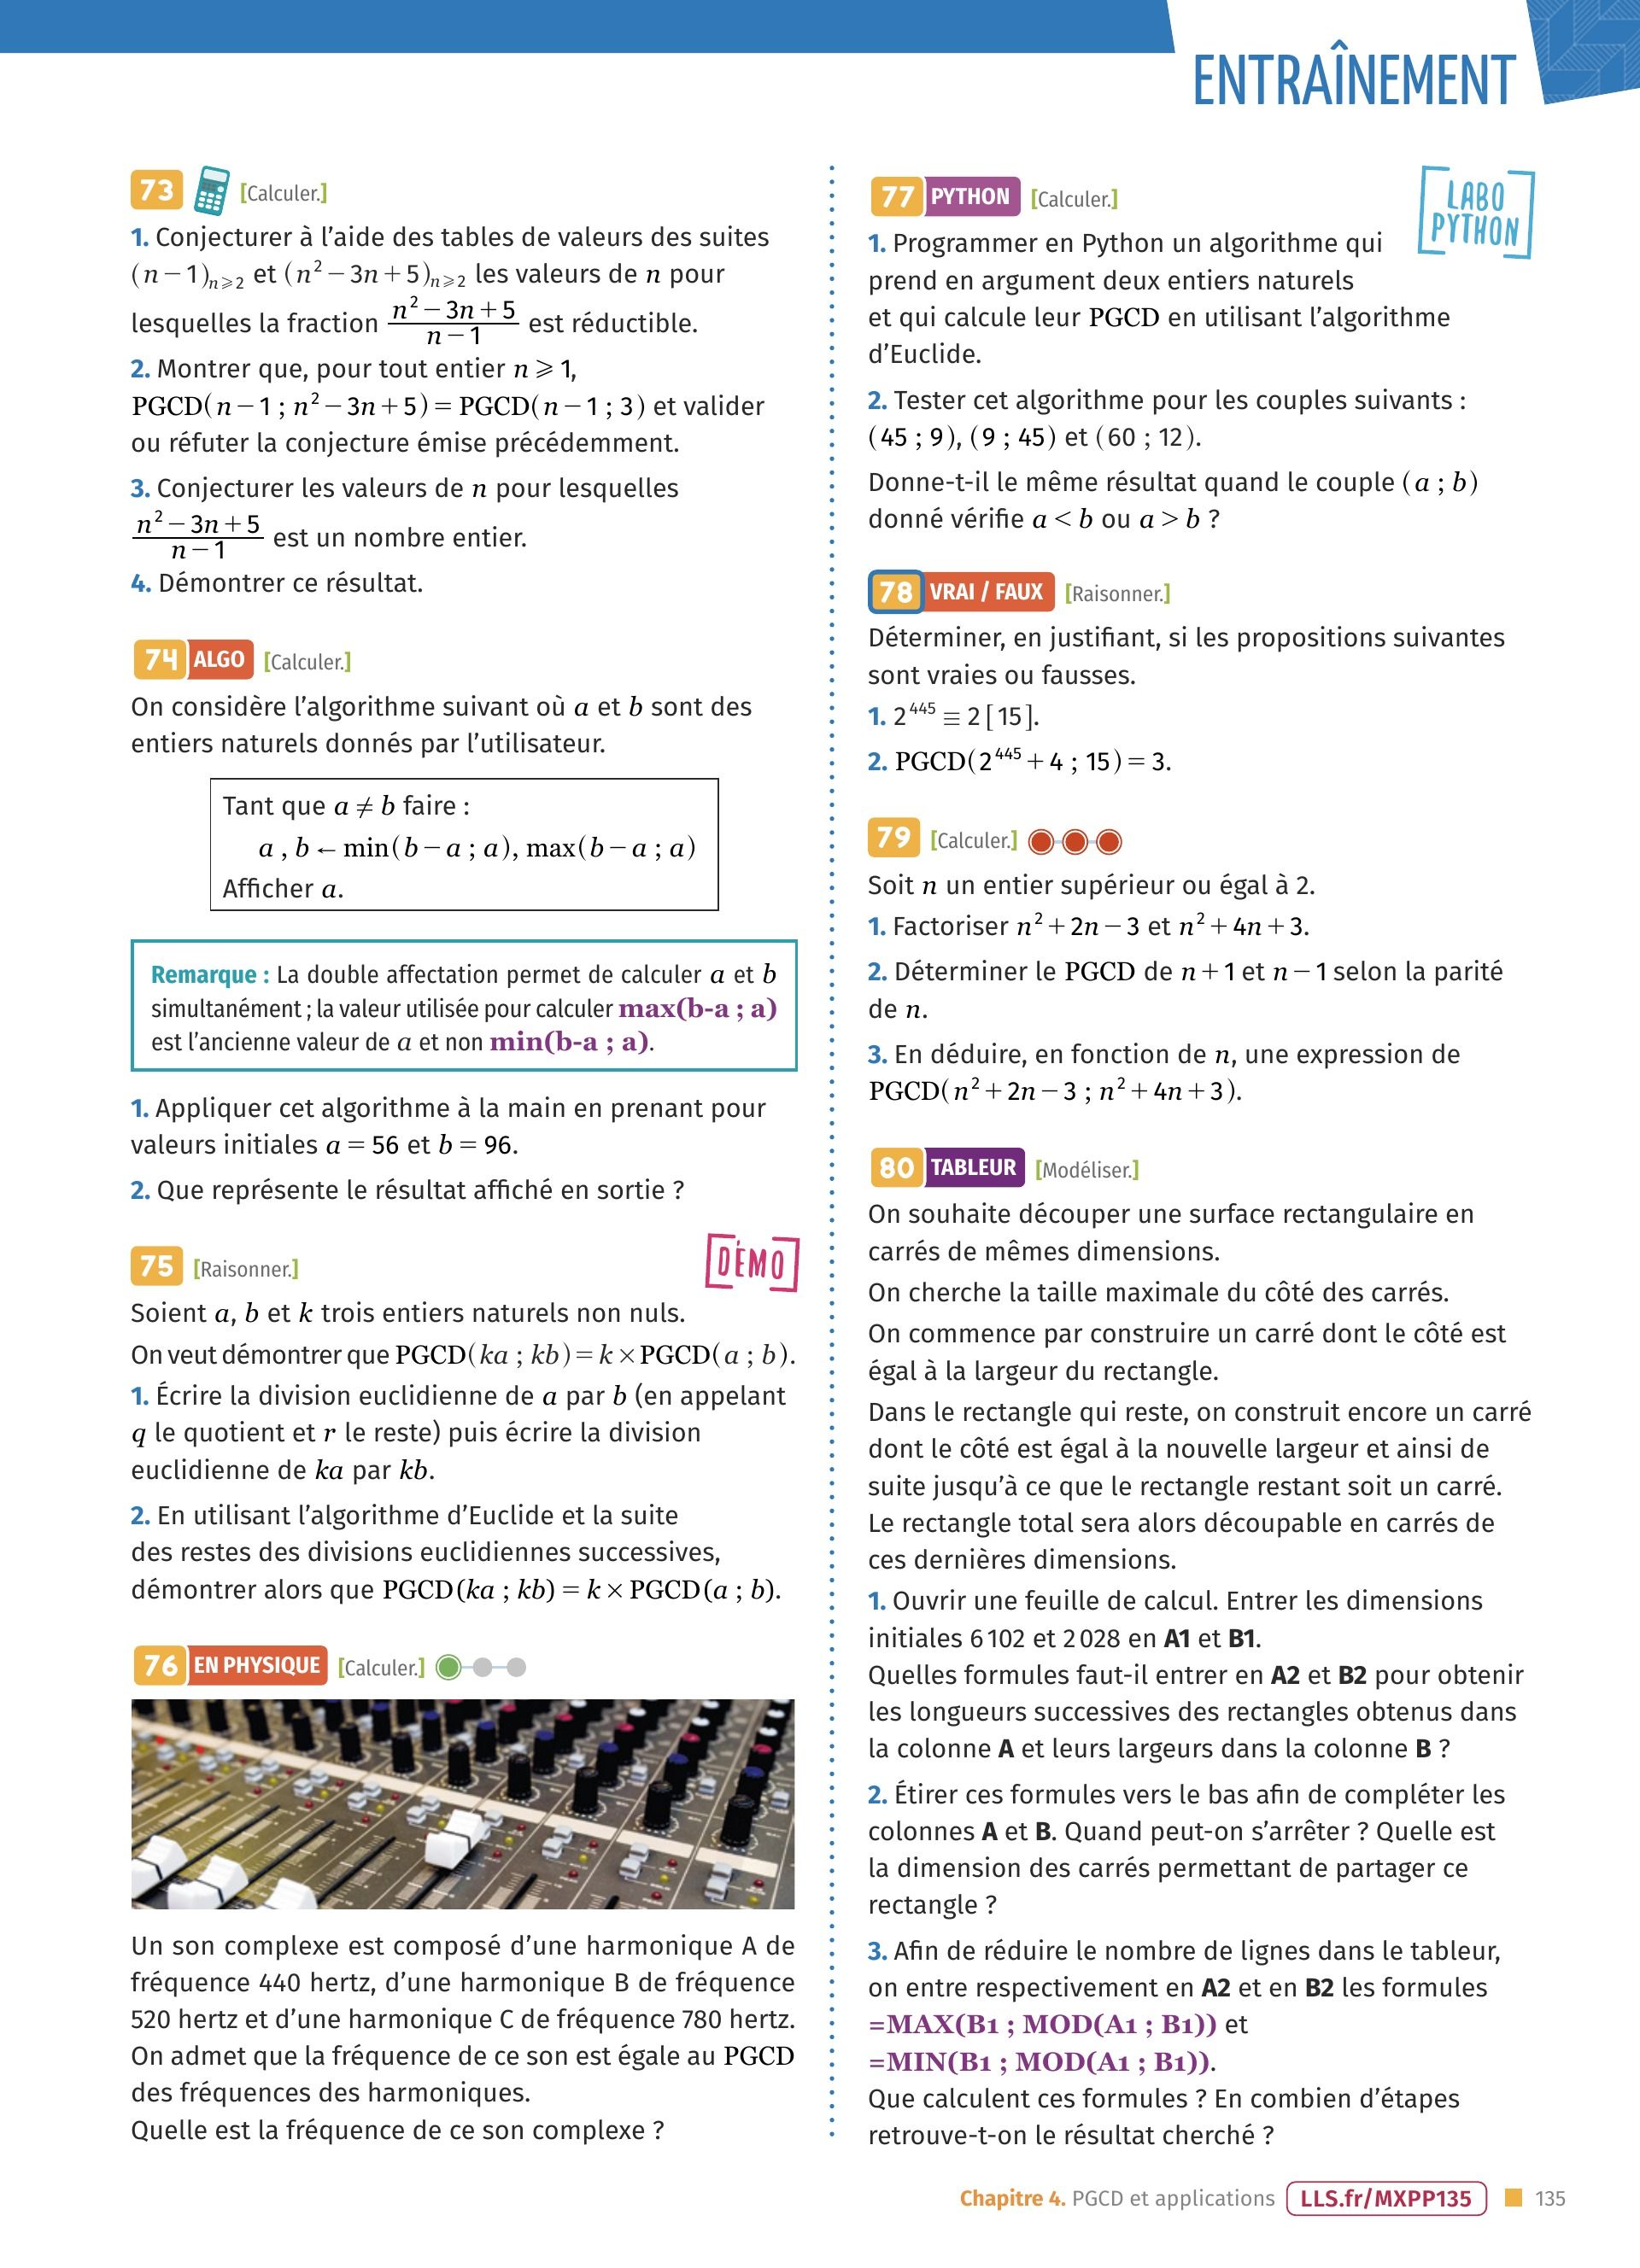 ENTRAÎNEMENT
73 [Calculer.]
1. Conjecturer à l’aide des tables de valeurs des suites
(n − 1)n⩾2 et (n² − 3n + 5)n⩾2 les valeurs de n pour
lesquelles la fraction (n² − 3n + 5)/(n − 1) est réductible.
2. Montrer que, pour tout entier n ⩾ 1,
PGCD(n − 1 ; n² − 3n + 5) = PGCD(n − 1 ; 3) et valider
ou réfuter la conjecture émise précédemment.
3. Conjecturer les valeurs de n pour lesquelles
(n² − 3n + 5)/(n − 1) est un nombre entier.
4. Démontrer ce résultat.
74 ALGO [Calculer.]
On considère l’algorithme suivant où a et b sont des
entiers naturels donnés par l’utilisateur.
Tant que a ≠ b faire :
a , b ← min(b − a ; a), max(b − a ; a)
Afficher a.
Remarque : La double affectation permet de calculer a et b
simultanément ; la valeur utilisée pour calculer max(b-a ; a)
est l’ancienne valeur de a et non min(b-a ; a).
1. Appliquer cet algorithme à la main en prenant pour
valeurs initiales a = 56 et b = 96.
2. Que représente le résultat affiché en sortie ?
75 [Raisonner.]
DÉMO
Soient a, b et k trois entiers naturels non nuls.
On veut démontrer que PGCD(ka ; kb) = k × PGCD(a ; b).
1. Écrire la division euclidienne de a par b (en appelant
q le quotient et r le reste) puis écrire la division
euclidienne de ka par kb.
2. En utilisant l’algorithme d’Euclide et la suite
des restes des divisions euclidiennes successives,
démontrer alors que PGCD(ka ; kb) = k × PGCD(a ; b).
76 EN PHYSIQUE [Calculer.]
Un son complexe est composé d’une harmonique A de
fréquence 440 hertz, d’une harmonique B de fréquence
520 hertz et d’une harmonique C de fréquence 780 hertz.
On admet que la fréquence de ce son est égale au PGCD
des fréquences des harmoniques.
Quelle est la fréquence de ce son complexe ?
77 PYTHON [Calculer.]
LABO
PYTHON
1. Programmer en Python un algorithme qui
prend en argument deux entiers naturels
et qui calcule leur PGCD en utilisant l’algorithme
d’Euclide.
2. Tester cet algorithme pour les couples suivants :
(45 ; 9), (9 ; 45) et (60 ; 12).
Donne-t-il le même résultat quand le couple (a ; b)
donné vérifie a < b ou a > b ?
78 VRAI / FAUX [Raisonner.]
Déterminer, en justifiant, si les propositions suivantes
sont vraies ou fausses.
1. 2⁴⁴⁵ ≡ 2 [15].
2. PGCD(2⁴⁴⁵ + 4 ; 15) = 3.
79 [Calculer.]
Soit n un entier supérieur ou égal à 2.
1. Factoriser n² + 2n − 3 et n² + 4n + 3.
2. Déterminer le PGCD de n + 1 et n − 1 selon la parité
de n.
3. En déduire, en fonction de n, une expression de
PGCD(n² + 2n − 3 ; n² + 4n + 3).
80 TABLEUR [Modéliser.]
On souhaite découper une surface rectangulaire en
carrés de mêmes dimensions.
On cherche la taille maximale du côté des carrés.
On commence par construire un carré dont le côté est
égal à la largeur du rectangle.
Dans le rectangle qui reste, on construit encore un carré
dont le côté est égal à la nouvelle largeur et ainsi de
suite jusqu’à ce que le rectangle restant soit un carré.
Le rectangle total sera alors découpable en carrés de
ces dernières dimensions.
1. Ouvrir une feuille de calcul. Entrer les dimensions
initiales 6 102 et 2 028 en A1 et B1.
Quelles formules faut-il entrer en A2 et B2 pour obtenir
les longueurs successives des rectangles obtenus dans
la colonne A et leurs largeurs dans la colonne B ?
2. Étirer ces formules vers le bas afin de compléter les
colonnes A et B. Quand peut-on s’arrêter ? Quelle est
la dimension des carrés permettant de partager ce
rectangle ?
3. Afin de réduire le nombre de lignes dans le tableur,
on entre respectivement en A2 et en B2 les formules
=MAX(B1 ; MOD(A1 ; B1)) et
=MIN(B1 ; MOD(A1 ; B1)).
Que calculent ces formules ? En combien d’étapes
retrouve-t-on le résultat cherché ?
Chapitre 4. PGCD et applications LLS.fr/MXPP135 135